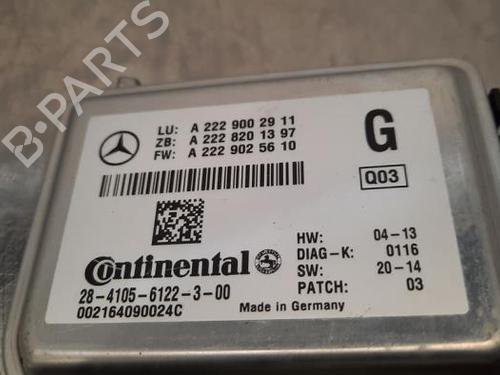 LU: A 222 900 29 11
ZB: A 222 820 13 97
FW: A 222 902 56 10
G
Q03
Continental
28-4105-6122-3-00
002164090024C
HW: 04-13
DIAG-K: 0116
SW: 20-14
PATCH: 03
Made in Germany
B-PARTS